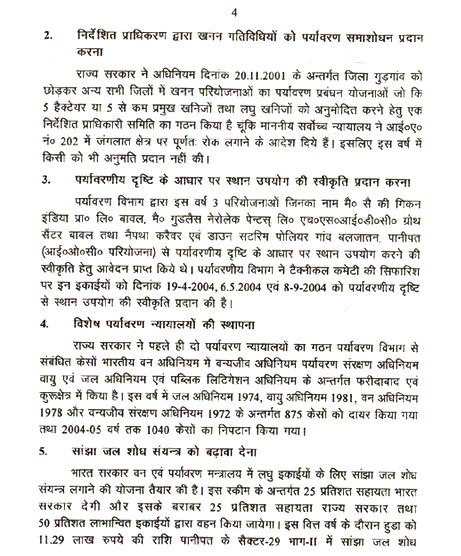 4
2. निर्देशित प्राधिकरण द्वारा खनन गतिदिधियों को पर्यावरण समाशोधन प्रदान
करना
राज्य सरकार ने अधिनियम दिनांक 20.11.2001 के अन्तर्गत जिला गुड़गांव को
छोड़कर अन्य सभी जिलों में खनन परियोजनाओं का पर्यावरण प्रबंधन योजनाओं जो कि
5 हैक्टेयर या 5 से कम प्रमुख खनिजों तथा लघु खनिजों को अनुमोदित करने हेतु एक
निर्देशित प्राधिकारी समिति का गठन किया है चूंकि माननीय सर्वोच्च न्यायालय ने आई०ए०
नं० 202 में जंगलात क्षेत्र पर पूर्णतः रोक लगाने के आदेश दिये हैं। इसलिए इस वर्ष में
किसी को भी अनुमति प्रदान नहीं की।
3. पर्यावरणीय दृष्टि के आधार पर स्थान उपयोग की स्वीकृति प्रदान करना
पर्यावरण विभाग द्वारा इस वर्ष 3 परियोजनाओं जिनका नाम मै० सै की गिकन
इंडिया प्रा० लि० बावल, मै० गुडलैस नेरोलेक पेन्टस् लि० एच०एस०आई०डी०सी० ग्रोथ
सैंटर बावल तथा नैपथा करैवर एवं डाउन सटरिम पोलियर गांव बलजातन, पानीपत
(आई०ओ०सी० परियोजना) से पर्यावरणीय दृष्टि के आधार पर स्थान उपयोग करने की
स्वीकृति हेतु आवेदन प्राप्त किये थे। पर्यावरणीय विभाग ने टैक्नीकल कमेटी की सिफारिश
पर इन इकाईयों को दिनांक 19-4-2004, 6.5.2004 एवं 8-9-2004 को पर्यावरणीय दृष्टि
से स्थान उपयोग की स्वीकृति प्रदान की है।
4. विशेष पर्यावरण न्यायालयों की स्थापना
राज्य सरकार ने पहले ही दो पर्यावरण न्यायालयों का गठन पर्यावरण विभाग से
संबंधित केसों भारतीय वन अधिनियम में वन्यजीव अधिनियम पर्यावरण संरक्षण अधिनियम
वायु एवं जल अधिनियम एवं पब्लिक लिटिगेशन अधिनियम के अन्तर्गत फरीदाबाद एवं
कुरूक्षेत्र में किया है। इस वर्ष में जल अधिनियम 1974, वायु अधिनियम 1981, वन अधिनियम
1978 और वन्यजीव संरक्षण अधिनियम 1972 के अन्तर्गत 875 केसों को दायर किया गया
तथा 2004-05 वर्ष तक 1040 केसों का निपटान किया गया।
5. सांझा जल शोध संयन्त्र को बढ़ावा देना
भारत सरकार वन एवं पर्यावरण मन्त्रालय में लघु इकाईयों के लिए सांझा जल शोध
संयन्त्र लगाने की योजना तैयार की है। इस स्कीम के अन्तर्गत 25 प्रतिशत सहायता भारत
सरकार देगी और इसके बराबर 25 प्रतिशत सहायता राज्य सरकार तथा
50 प्रतिशत लाभान्वित इकाईयों द्वारा वहन किया जायेगा। इस वित्त वर्ष के दौरान हुडा को
11.29 लाख रुपये की राशि पानीपत के सैक्टर-29 भाग-II में सांझा जल शोध